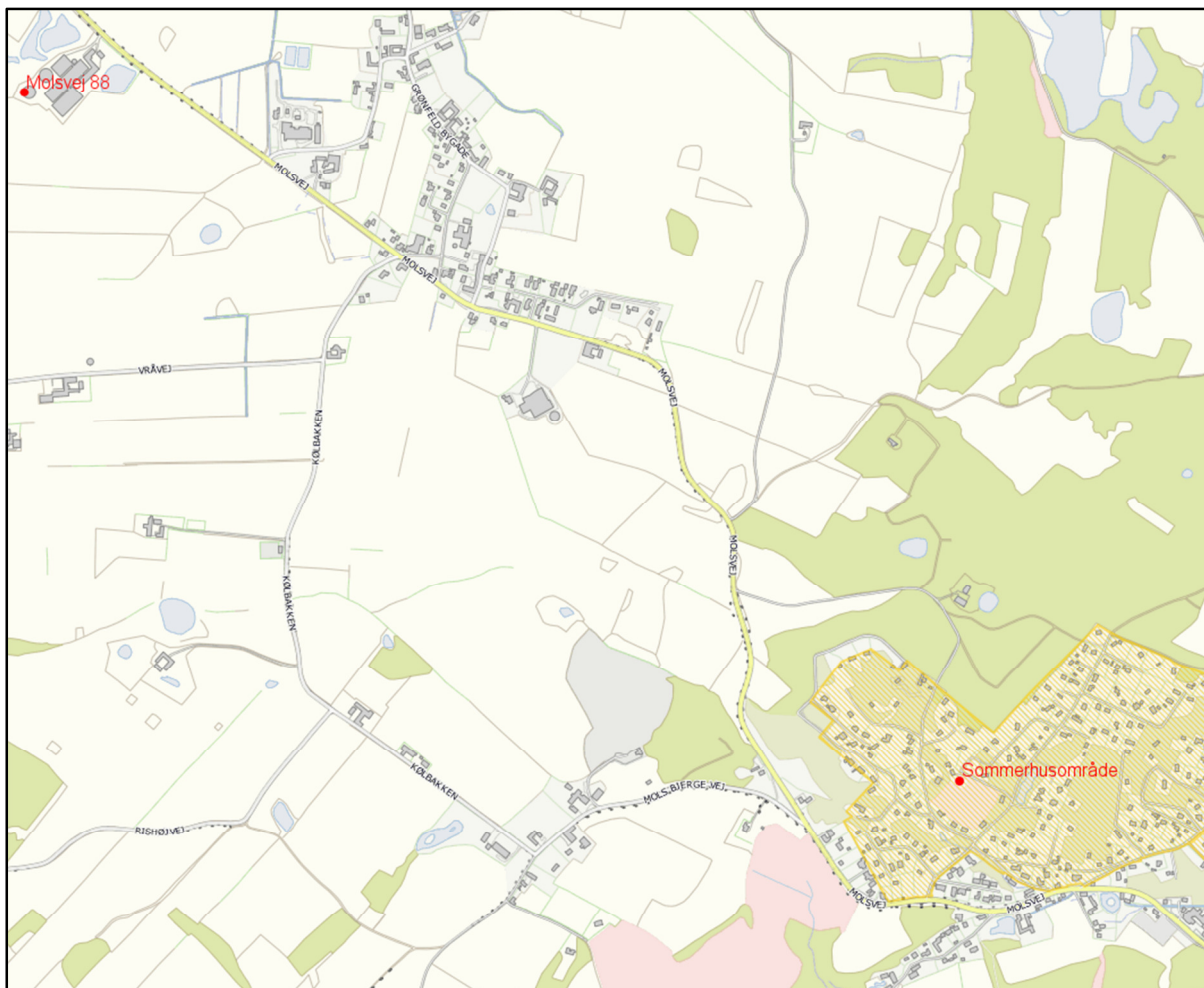 Molsvej 88
GRØNFELD BYGADE
MOLSVEJ
MOLSVEJ
VRÅVEJ
MOLSVEJ
KØLBAKKEN
MOLSVEJ
KØLBAKKEN
KØLBAKKEN
Sommerhusområde
MOLS BJERGE VEJ
RISHØJVEJ
MOLSVEJ
MOLSVEJ